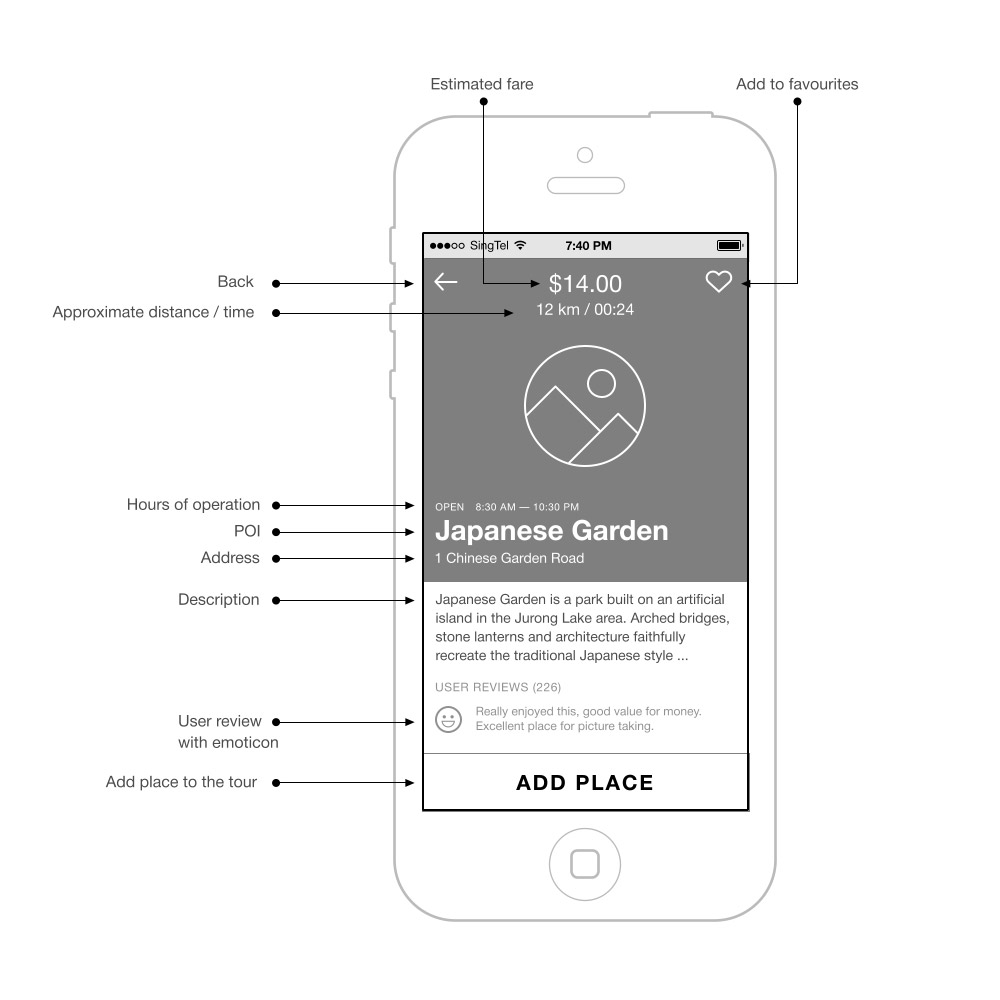 Estimated fare
Add to favourites
SingTel
7:40 PM
Back
$14.00
Approximate distance / time
12 km / 00:24
Hours of operation
OPEN 8:30 AM — 10:30 PM
POI
Japanese Garden
Address
1 Chinese Garden Road
Description
Japanese Garden is a park built on an artificial
island in the Jurong Lake area. Arched bridges,
stone lanterns and architecture faithfully
recreate the traditional Japanese style ...
USER REVIEWS (226)
User review
with emoticon
Really enjoyed this, good value for money.
Excellent place for picture taking.
Add place to the tour
ADD PLACE